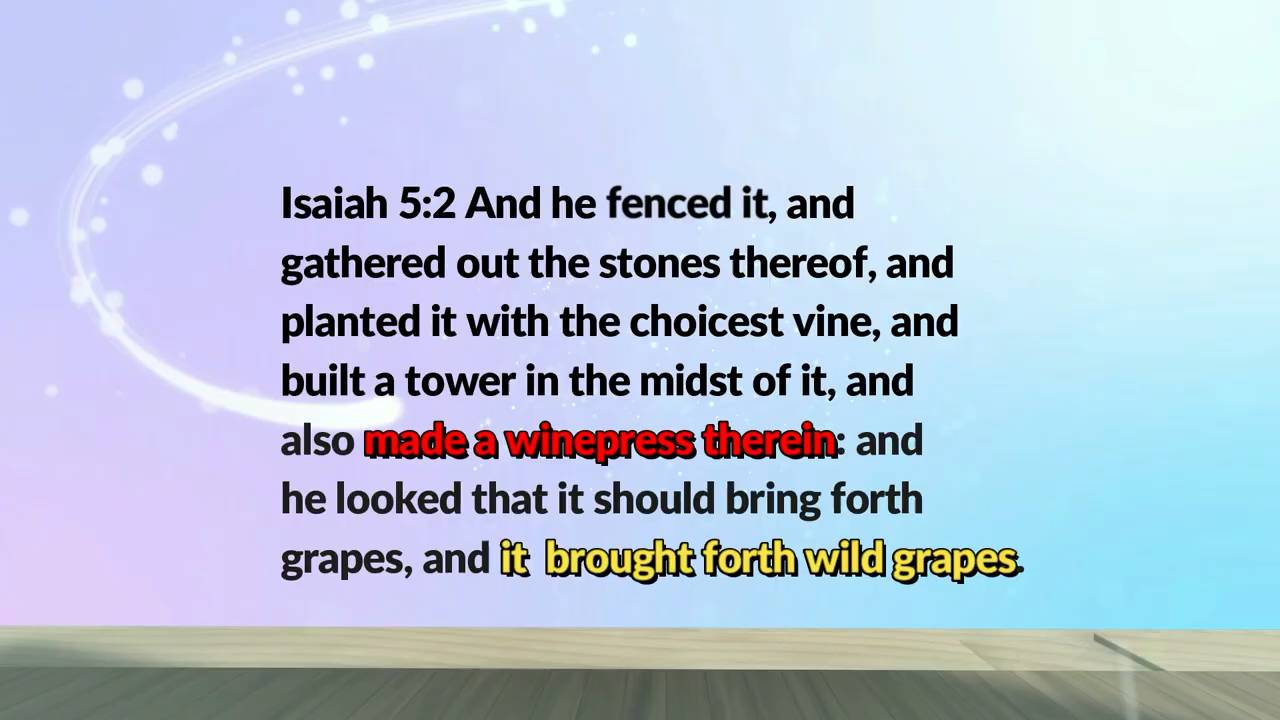 Isaiah 5:2 And he fenced it, and
gathered out the stones thereof, and
planted it with the choicest vine, and
built a tower in the midst of it, and
also made a winepress therein: and
he looked that it should bring forth
grapes, and it brought forth wild grapes.